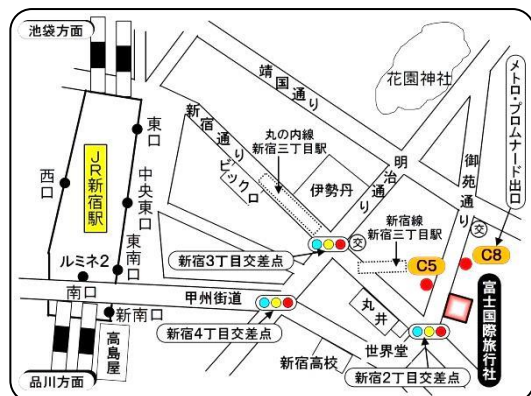 池袋方面
靖国通り
花園神社
メトロ・プロムナード出口
新宿通り
丸の内線
新宿三丁目駅
明治通り
御苑通り
東口
ビックロ
伊勢丹
JR新宿駅
中央東口
西口
交
交
新宿線
新宿三丁目駅
C8
C5
東南口
新宿3丁目交差点
ルミネ2
南口
甲州街道
丸井
富士国際旅行社
新南口
新宿4丁目交差点
高島屋
世界堂
新宿高校
新宿2丁目交差点
品川方面